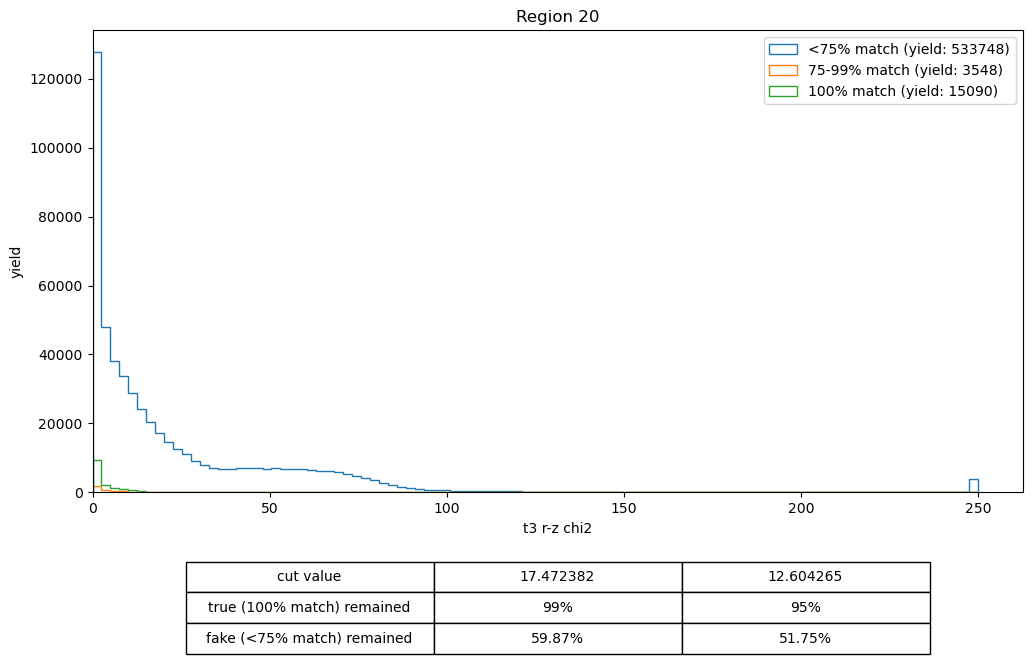 Region 20
<75% match (yield: 533748)
75-99% match (yield: 3548)
100% match (yield: 15090)
yield
120000
100000
80000
60000
40000
20000
0
0 50 100 150 200 250
t3 r-z chi2
cut value 17.472382 12.604265
true (100% match) remained 99% 95%
fake (<75% match) remained 59.87% 51.75%